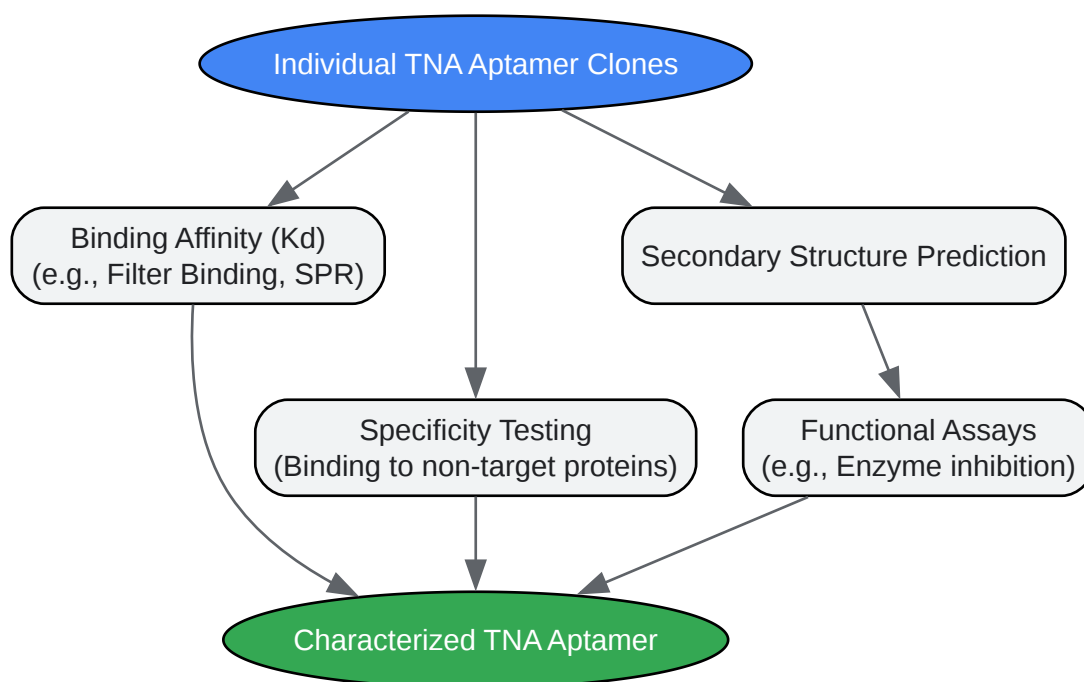 Individual TNA Aptamer Clones
Binding Affinity (Kd)
(e.g., Filter Binding, SPR)
Secondary Structure Prediction
Specificity Testing
(Binding to non-target proteins)
Functional Assays
(e.g., Enzyme inhibition)
Characterized TNA Aptamer